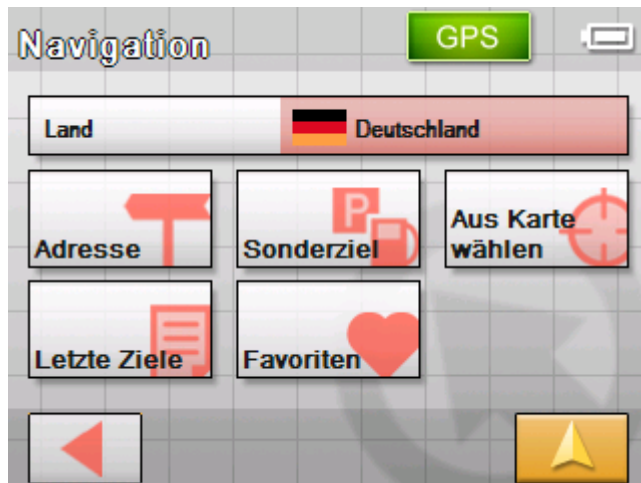 Navigation
GPS
Land
Deutschland
Adresse
P
Sonderziel
Aus Karte
wählen
Letzte Ziele
Favoriten